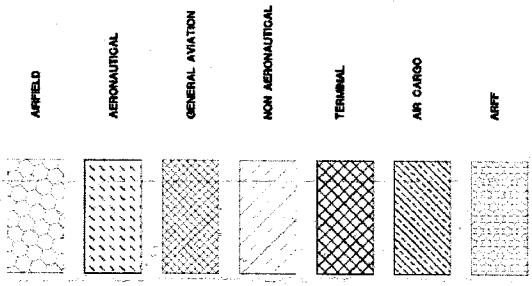 AIRFIELD
AERONAUTICAL
GENERAL AVIATION
NON AERONAUTICAL
TERMINAL
AIR CARGO
ARFF